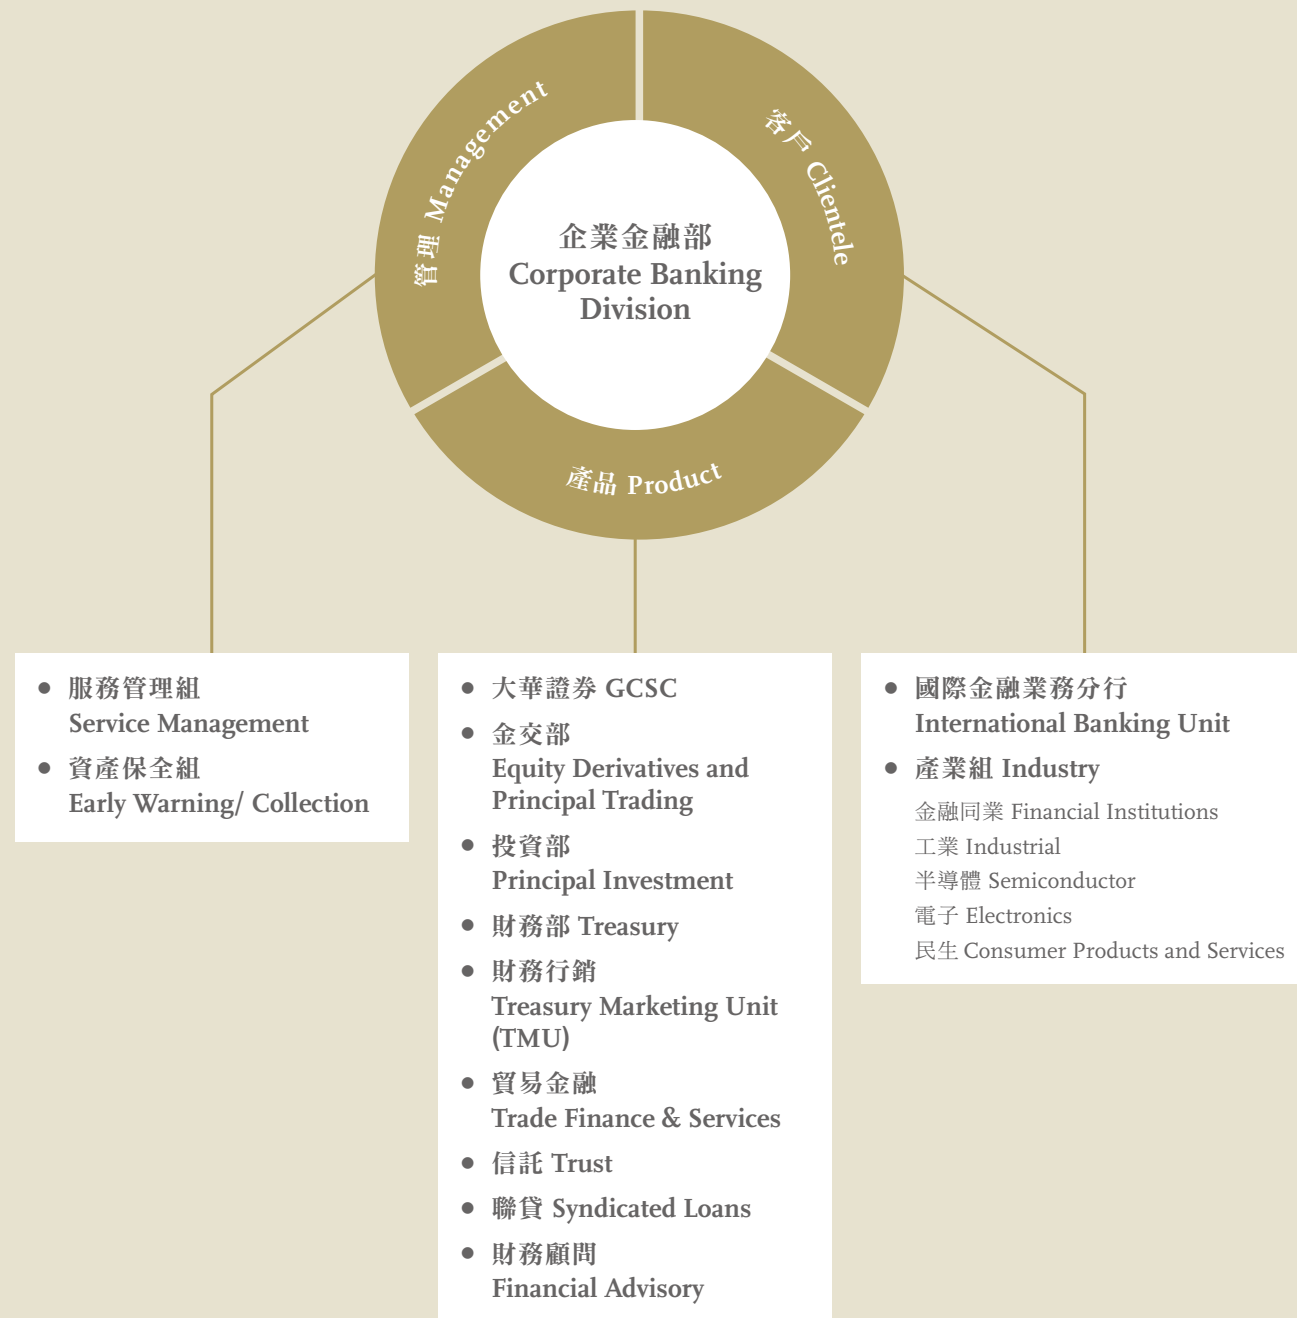 管理 Management
客戶 Clientele
企業金融部
Corporate Banking
Division
產品 Product
服務管理組
Service Management
資產保全組
Early Warning/ Collection
大華證券 GCSC
金交部
Equity Derivatives and
Principal Trading
投資部
Principal Investment
財務部 Treasury
財務行銷
Treasury Marketing Unit
(TMU)
貿易金融
Trade Finance & Services
信託 Trust
聯貸 Syndicated Loans
財務顧問
Financial Advisory
國際金融業務分行
International Banking Unit
產業組 Industry
金融同業 Financial Institutions
工業 Industrial
半導體 Semiconductor
電子 Electronics
民生 Consumer Products and Services